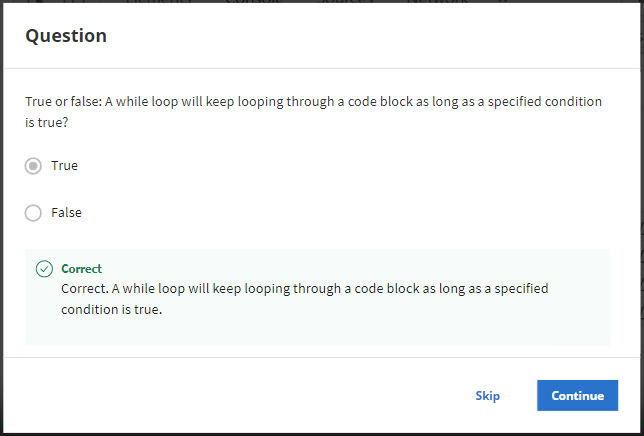 Question
True or false: A while loop will keep looping through a code block as long as a specified condition
is true?
True
False
Correct
Correct. A while loop will keep looping through a code block as long as a specified
condition is true.
Skip
Continue